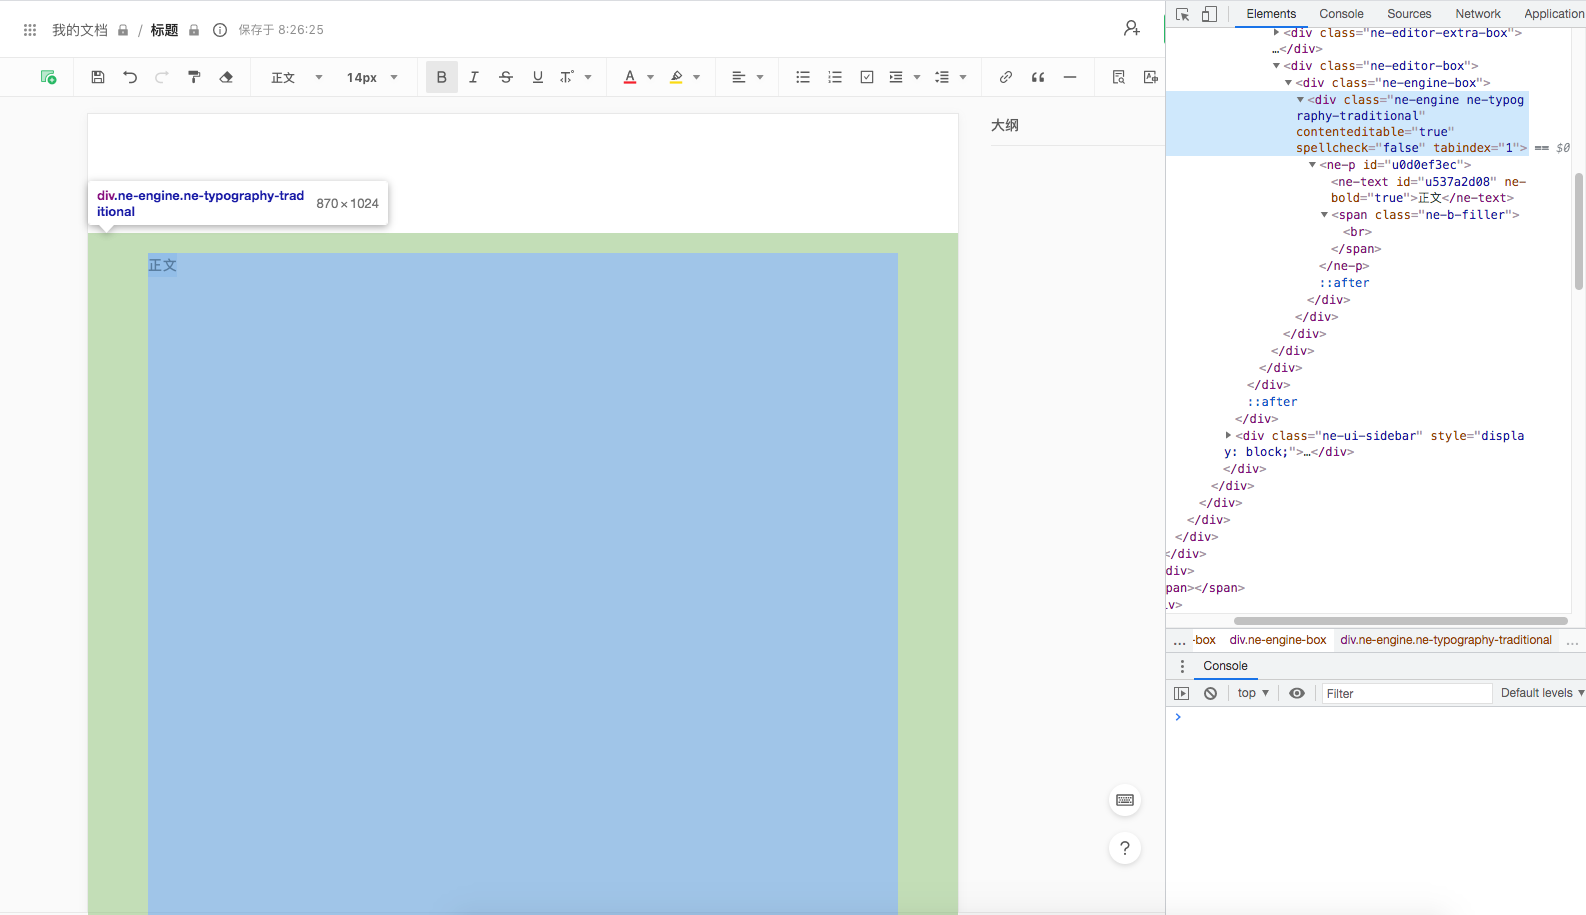 我的文档 / 标题 保存于 8:26:25
正文 14px B I S U T A
大纲
div.ne-engine.ne-typography-trad
itional 870 × 1024
正文
?
Elements Console Sources Network Application
<div class="ne-editor-extra-box">
…</div>
<div class="ne-editor-box">
<div class="ne-engine-box">
<div class="ne-engine ne-typog
raphy-traditional"
contenteditable="true"
spellcheck="false" tabindex="1"> == $0
<ne-p id="u0d0ef3ec">
<ne-text id="u537a2d08" ne-
bold="true">正文</ne-text>
<span class="ne-b-filler">
<br>
</span>
</ne-p>
::after
</div>
</div>
</div>
</div>
</div>
</div>
::after
</div>
<div class="ne-ui-sidebar" style="displa
y: block;">…</div>
</div>
</div>
</div>
</div>
</div>
</div>
div>
pan></span>
iv>
... -box div.ne-engine-box div.ne-engine.ne-typography-traditional ...
Console
top Filter Default levels